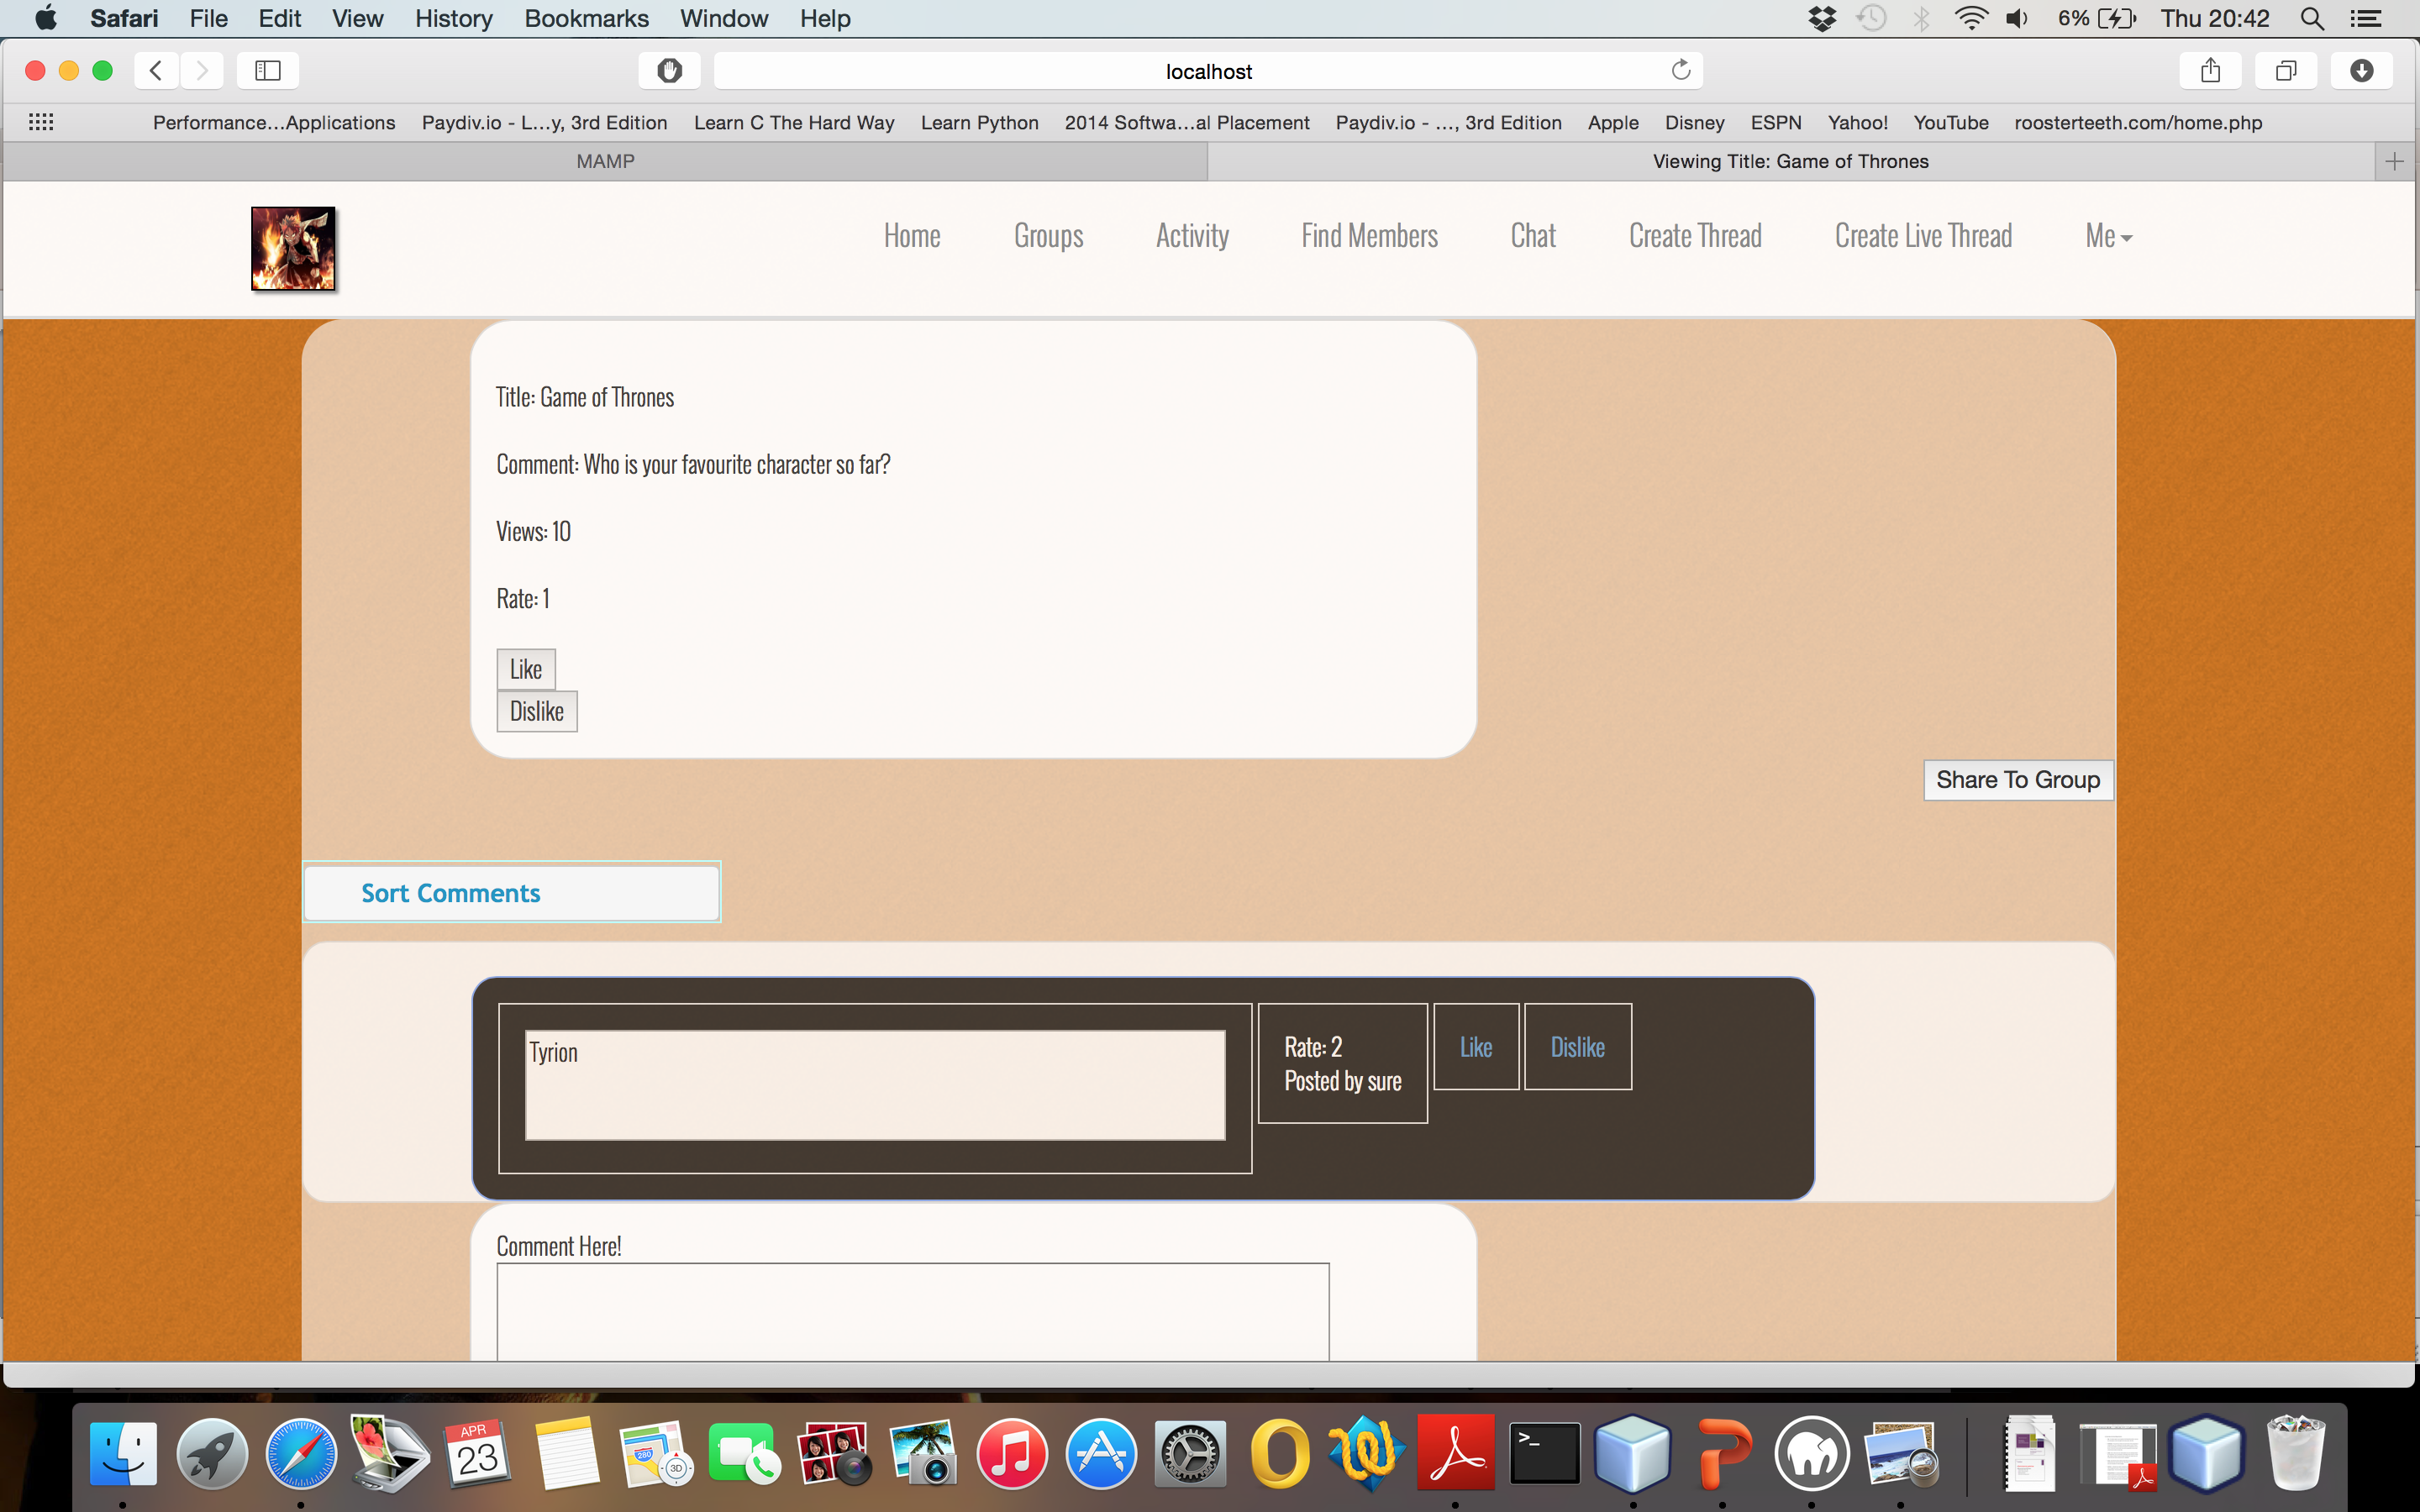 Safari File Edit View History Bookmarks Window Help 6% Thu 20:42
localhost
Performance...Applications Paydiv.io - L...y, 3rd Edition Learn C The Hard Way Learn Python 2014 Softwa...al Placement Paydiv.io - ..., 3rd Edition Apple Disney ESPN Yahoo! YouTube roosterteeth.com/home.php
MAMP Viewing Title: Game of Thrones
Home Groups Activity Find Members Chat Create Thread Create Live Thread Me
Title: Game of Thrones
Comment: Who is your favourite character so far?
Views: 10
Rate: 1
Like
Dislike
Share To Group
Sort Comments
Tyrion
Rate: 2
Posted by sure
Like
Dislike
Comment Here!
APR
23
280
3D
>_